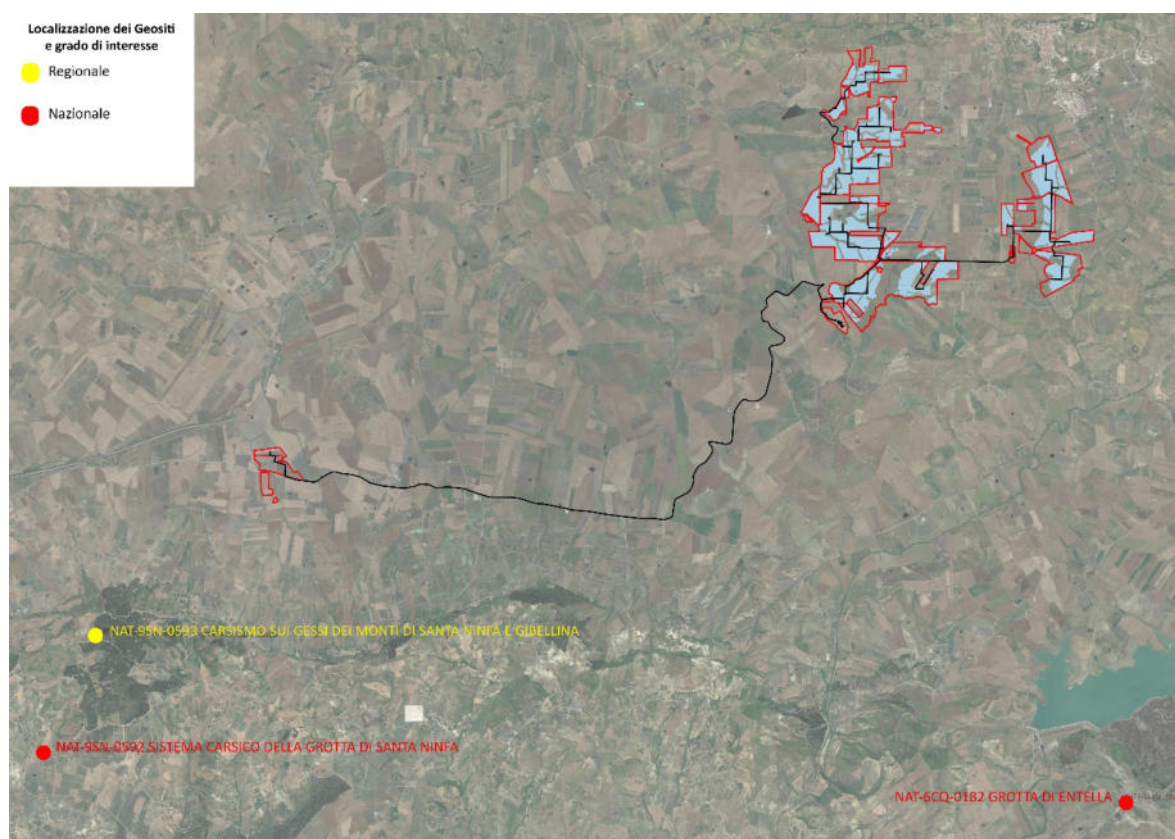 Localizzazione dei Geositi
e grado di interesse
Regionale
Nazionale
NAT-9SN-0593 CARSISMO SUI GESSI DEI MONTI DI SANTA NINFA E GIBELLINA
NAT-9SN-0592 SISTEMA CARSICO DELLA GROTTA DI SANTA NINFA
NAT-6CQ-0182 GROTTA DI ENTELLA